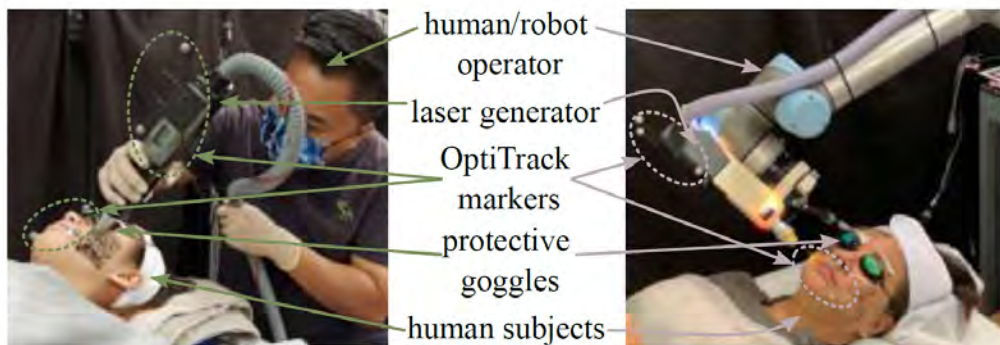 human/robot
operator
laser generator
OptiTrack
markers
protective
goggles
human subjects